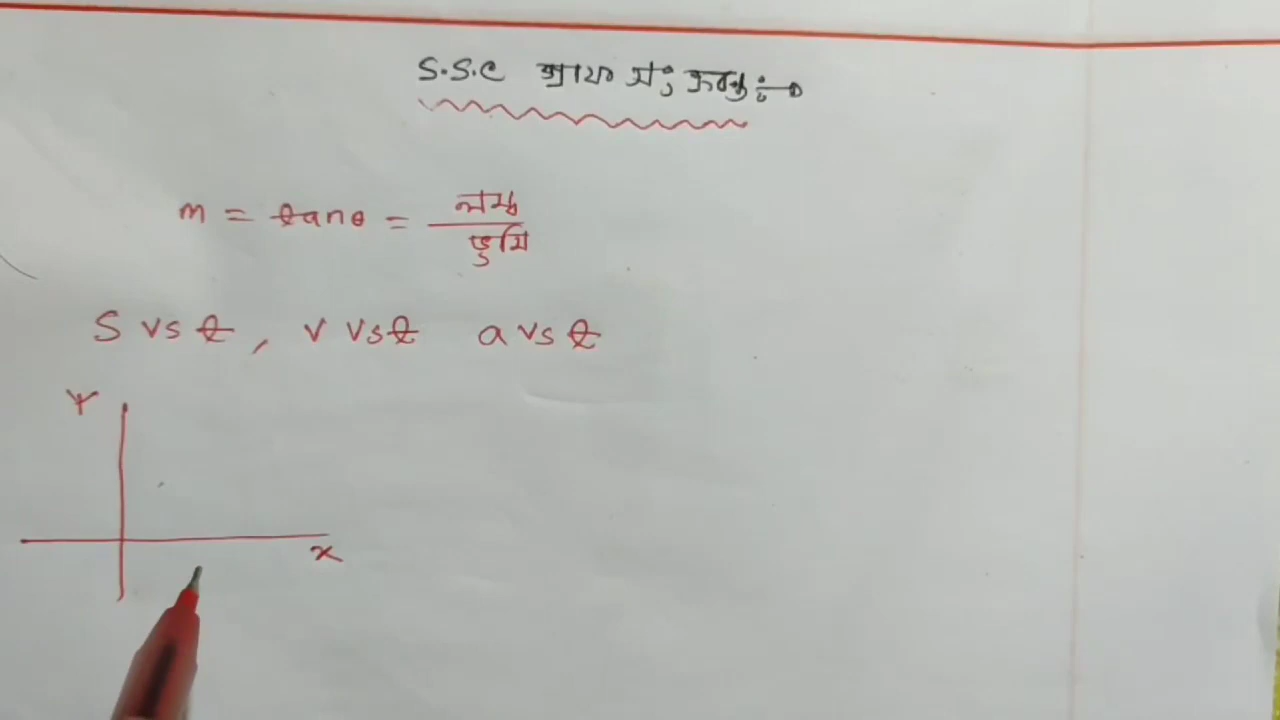 S.S.C গ্রাফ সংক্রান্ত :→
m = tanθ = লম্ব / ভূমি
S vs t , v vs t a vs t
Y
x